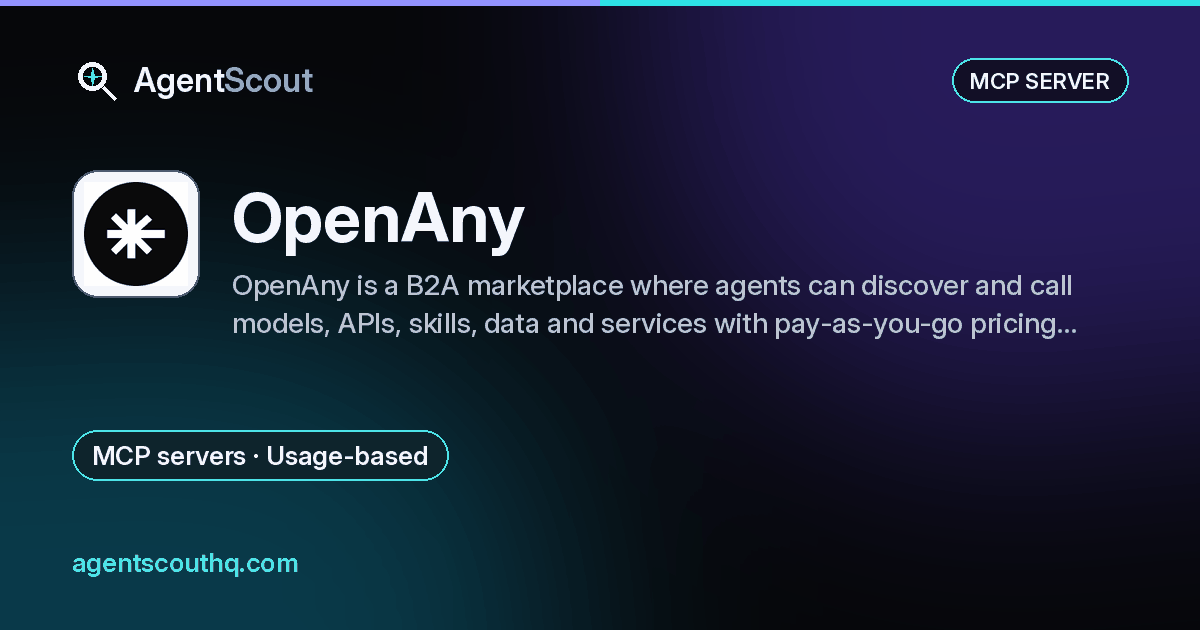 AgentScout
MCP SERVER
OpenAny
OpenAny is a B2A marketplace where agents can discover and call
models, APIs, skills, data and services with pay-as-you-go pricing...
MCP servers · Usage-based
agentscouthq.com